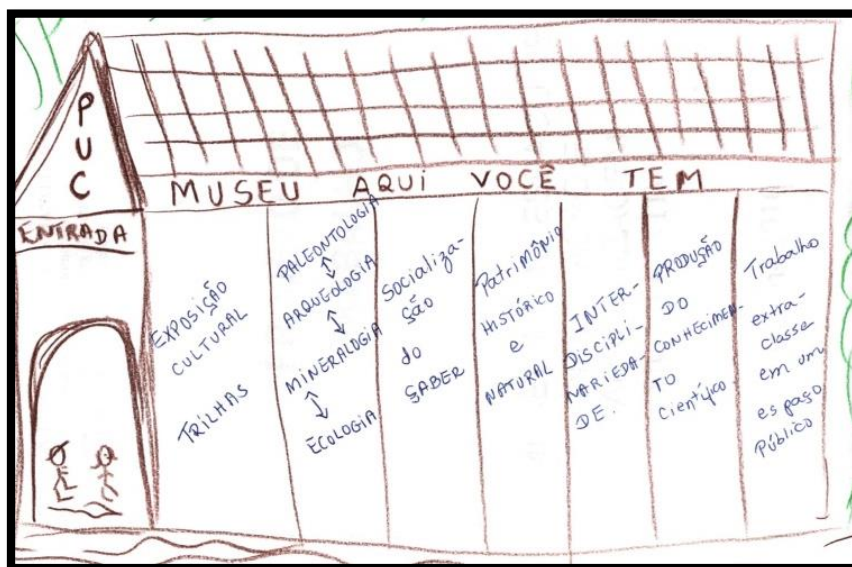 PUC
MUSEU AQUI VOCÊ TEM
ENTRADA
EXPOSIÇÃO
CULTURAL
TRILHAS
PALEONTOLOGIA
ARQUEOLOGIA
MINERALOGIA
ECOLOGIA
Socializa-
ção
do
SABER
Patrimônio
HISTÓRICO
e
NATURAL
INTER-
DISCIPLI-
NARIEDA-
DE.
PRODUÇÃO
DO
CONHECIMEN-
TO
Científico
Trabalho
extra-
classe
em um
espaço
Público